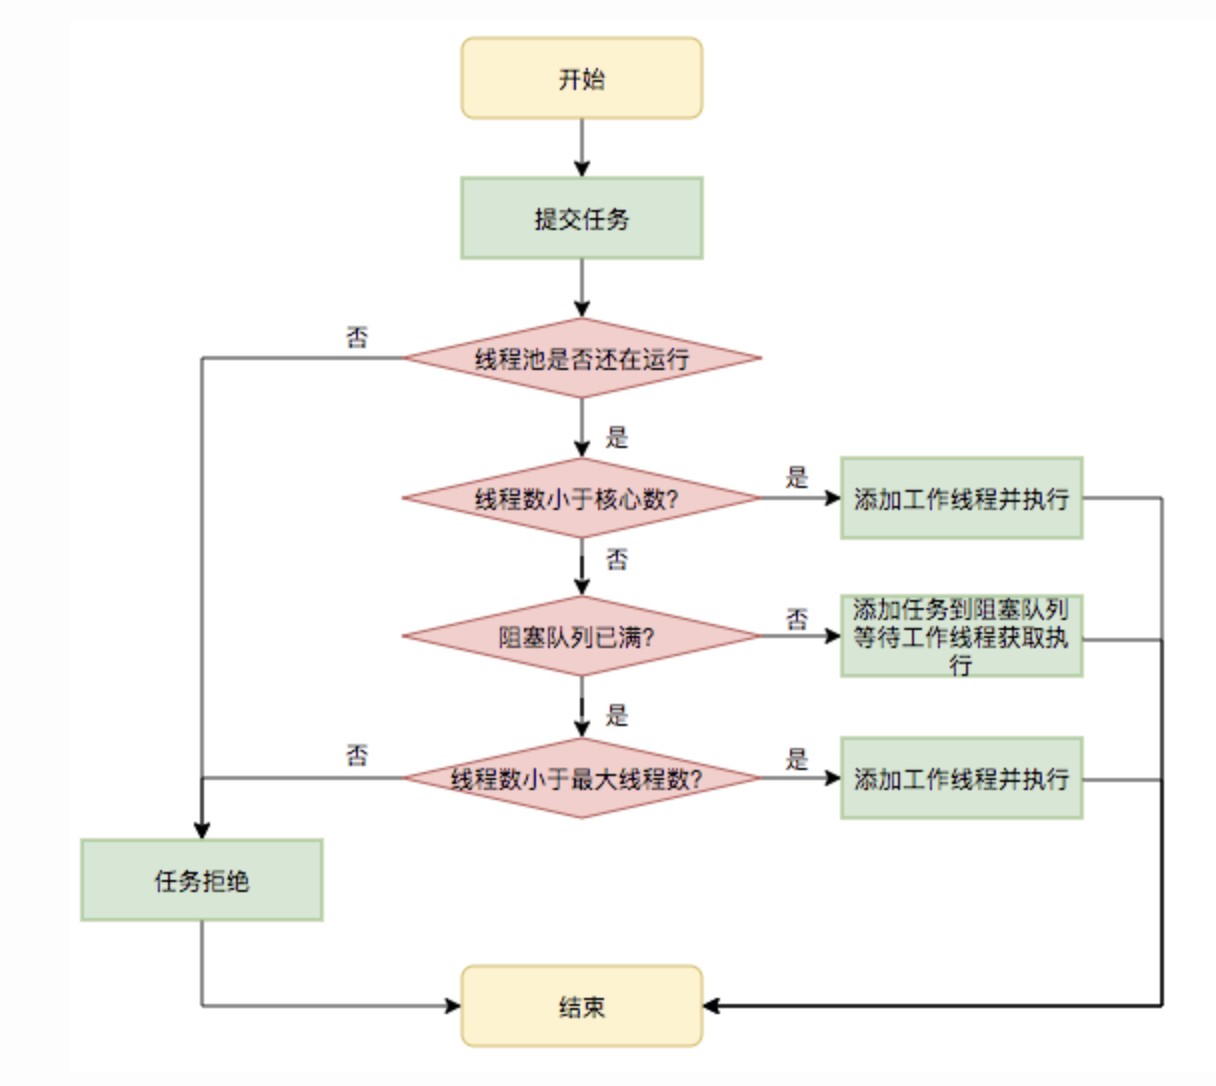 开始
提交任务
否
线程池是否还在运行
是
线程数小于核心数?
是
添加工作线程并执行
否
阻塞队列已满?
否
添加任务到阻塞队列
等待工作线程获取执
行
是
否
线程数小于最大线程数?
是
添加工作线程并执行
任务拒绝
结束